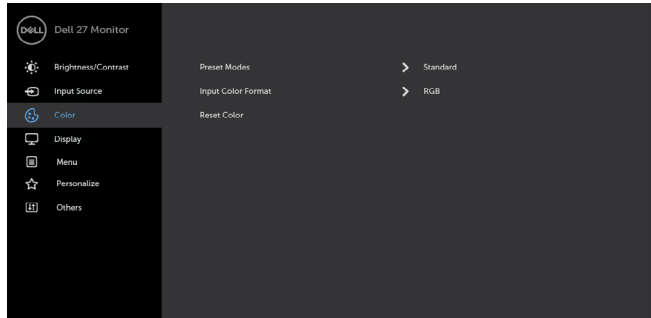 DELL Dell 27 Monitor
Brightness/Contrast Preset Modes Standard
Input Source Input Color Format RGB
Color Reset Color
Display
Menu
Personalize
Others